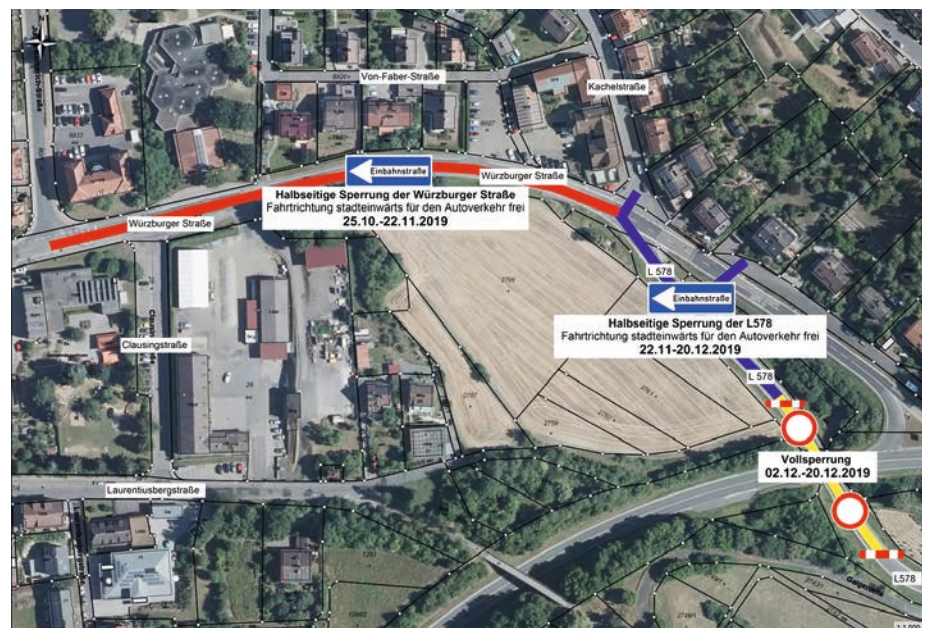 Von-Faber-Straße
Kachelstraße
Einbahnstraße
Würzburger Straße
Halbseitige Sperrung der Würzburger Straße
Fahrtrichtung stadteinwärts für den Autoverkehr frei
25.10.-22.11.2019
Würzburger Straße
L 578
Einbahnstraße
Halbseitige Sperrung der L578
Fahrtrichtung stadteinwärts für den Autoverkehr frei
22.11-20.12.2019
Clausingstraße
L 578
Vollsperrung
02.12.-20.12.2019
Laurentiusbergstraße
L578